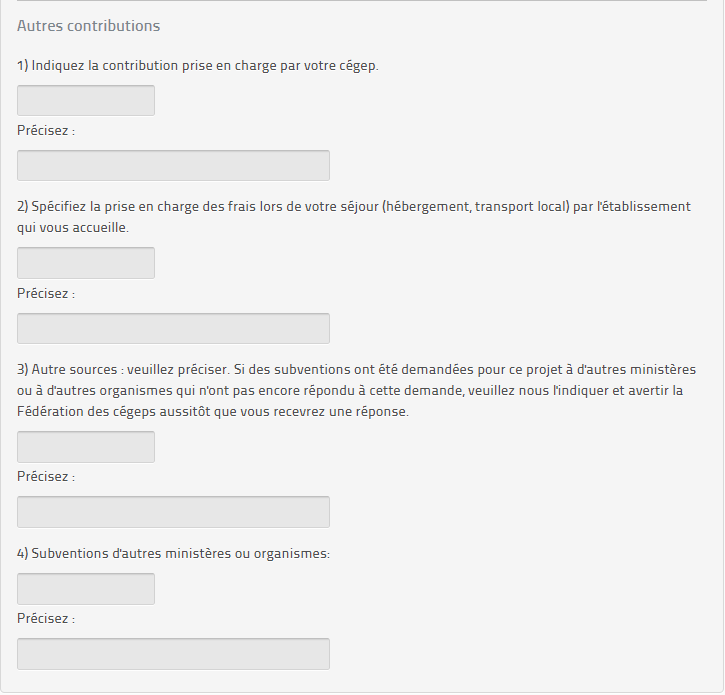 Autres contributions
1) Indiquez la contribution prise en charge par votre cégep.
Précisez :
2) Spécifiez la prise en charge des frais lors de votre séjour (hébergement, transport local) par l'établissement
qui vous accueille.
Précisez :
3) Autre sources : veuillez préciser. Si des subventions ont été demandées pour ce projet à d'autres ministères
ou à d'autres organismes qui n'ont pas encore répondu à cette demande, veuillez nous l'indiquer et avertir la
Fédération des cégeps aussitôt que vous recevrez une réponse.
Précisez :
4) Subventions d'autres ministères ou organismes:
Précisez :